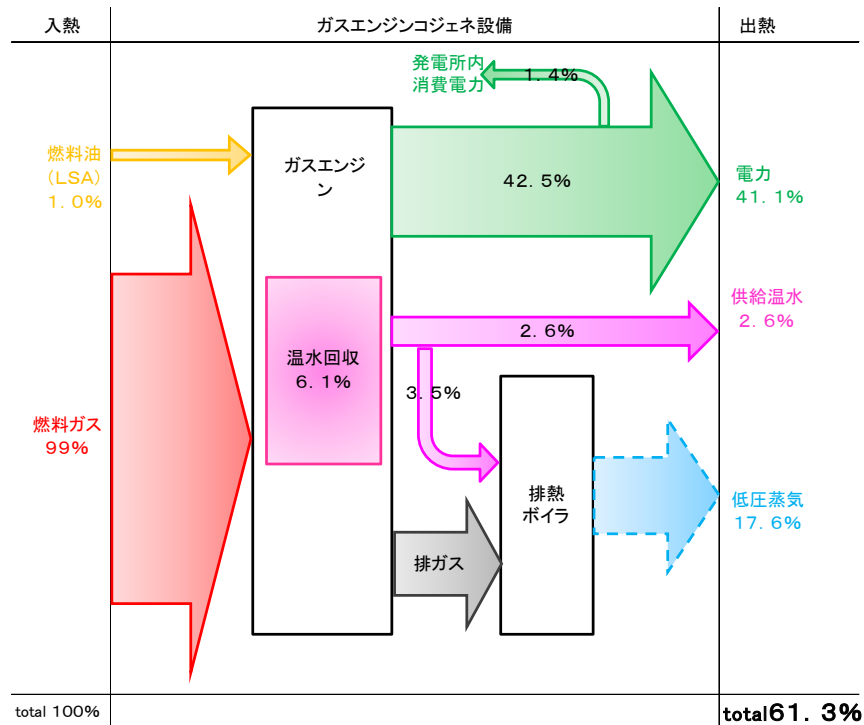 入熱
ガスエンジンコジェネ設備
出熱
発電所内
消費電力
1.4%
燃料油
(LSA)
1.0%
ガスエンジ
ン
42.5%
電力
41.1%
供給温水
2.6%
2.6%
温水回収
6.1%
3.5%
燃料ガス
99%
排熱
ボイラ
低圧蒸気
17.6%
排ガス
total 100%
total61.3%